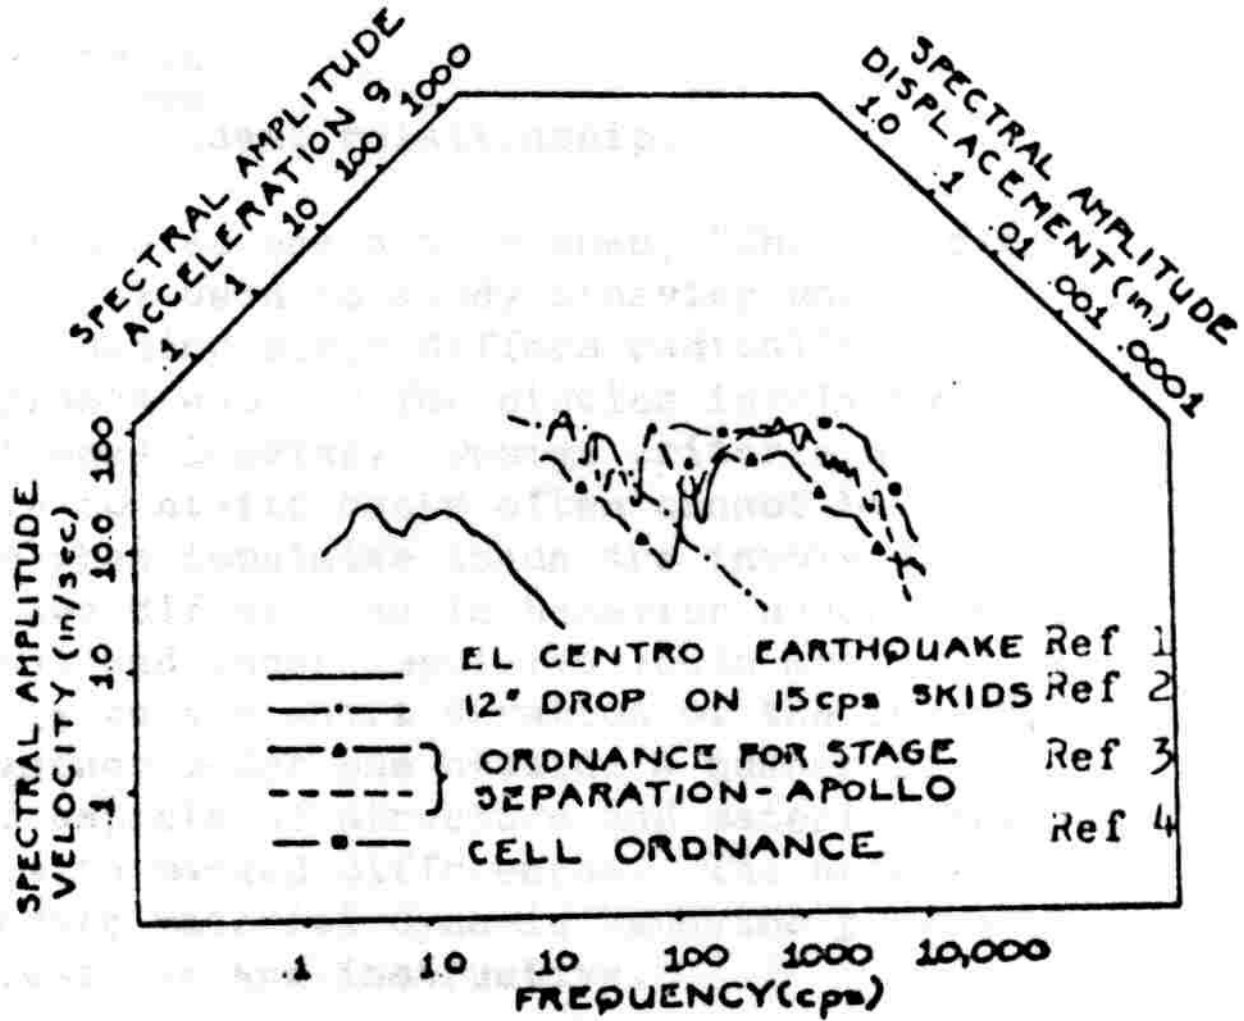 SPECTRAL AMPLITUDE
ACCELERATION g
.1 1. 10 100 1000
SPECTRAL AMPLITUDE
DISPLACEMENT (in.)
1.0 .1 .01 .001 .0001
SPECTRAL AMPLITUDE
VELOCITY (in/sec)
100
10.0
1.0
.1
EL CENTRO EARTHQUAKE Ref 1
12" DROP ON 15cps SKIDS Ref 2
ORDNANCE FOR STAGE Ref 3
SEPARATION-APOLLO
CELL ORDNANCE Ref 4
.1 1.0 10 100 1000 10,000
FREQUENCY(cps)